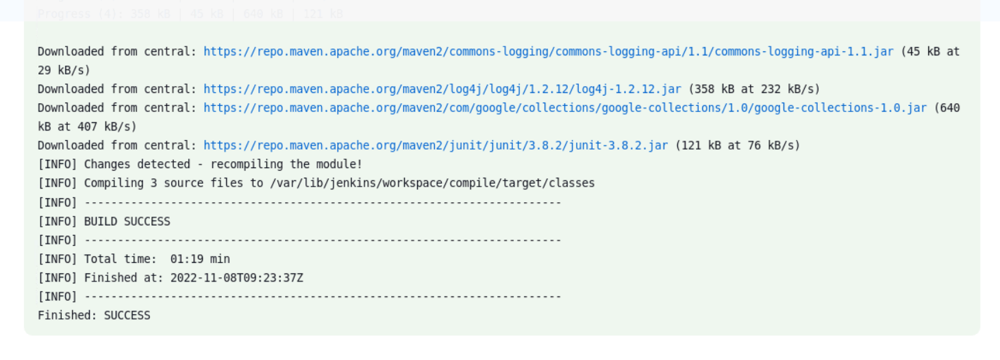 Progress (4): 358 kB | 45 kB | 640 kB | 121 kB
Downloaded from central: https://repo.maven.apache.org/maven2/commons-logging/commons-logging-api/1.1/commons-logging-api-1.1.jar (45 kB at
29 kB/s)
Downloaded from central: https://repo.maven.apache.org/maven2/log4j/log4j/1.2.12/log4j-1.2.12.jar (358 kB at 232 kB/s)
Downloaded from central: https://repo.maven.apache.org/maven2/com/google/collections/google-collections/1.0/google-collections-1.0.jar (640
kB at 407 kB/s)
Downloaded from central: https://repo.maven.apache.org/maven2/junit/junit/3.8.2/junit-3.8.2.jar (121 kB at 76 kB/s)
[INFO] Changes detected - recompiling the module!
[INFO] Compiling 3 source files to /var/lib/jenkins/workspace/compile/target/classes
[INFO] ------------------------------------------------------------------------
[INFO] BUILD SUCCESS
[INFO] ------------------------------------------------------------------------
[INFO] Total time:  01:19 min
[INFO] Finished at: 2022-11-08T09:23:37Z
[INFO] ------------------------------------------------------------------------
Finished: SUCCESS